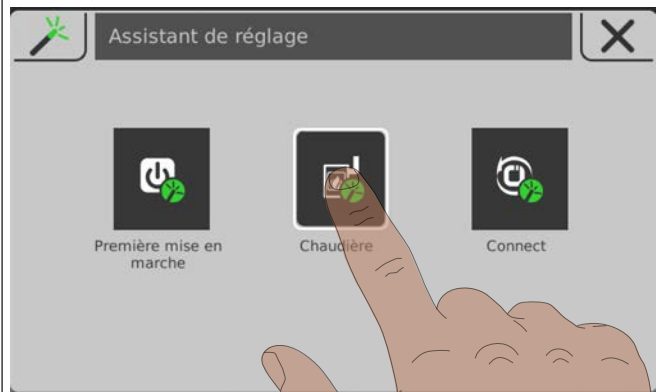 Assistant de réglage
Première mise en
marche
Chaudière
Connect